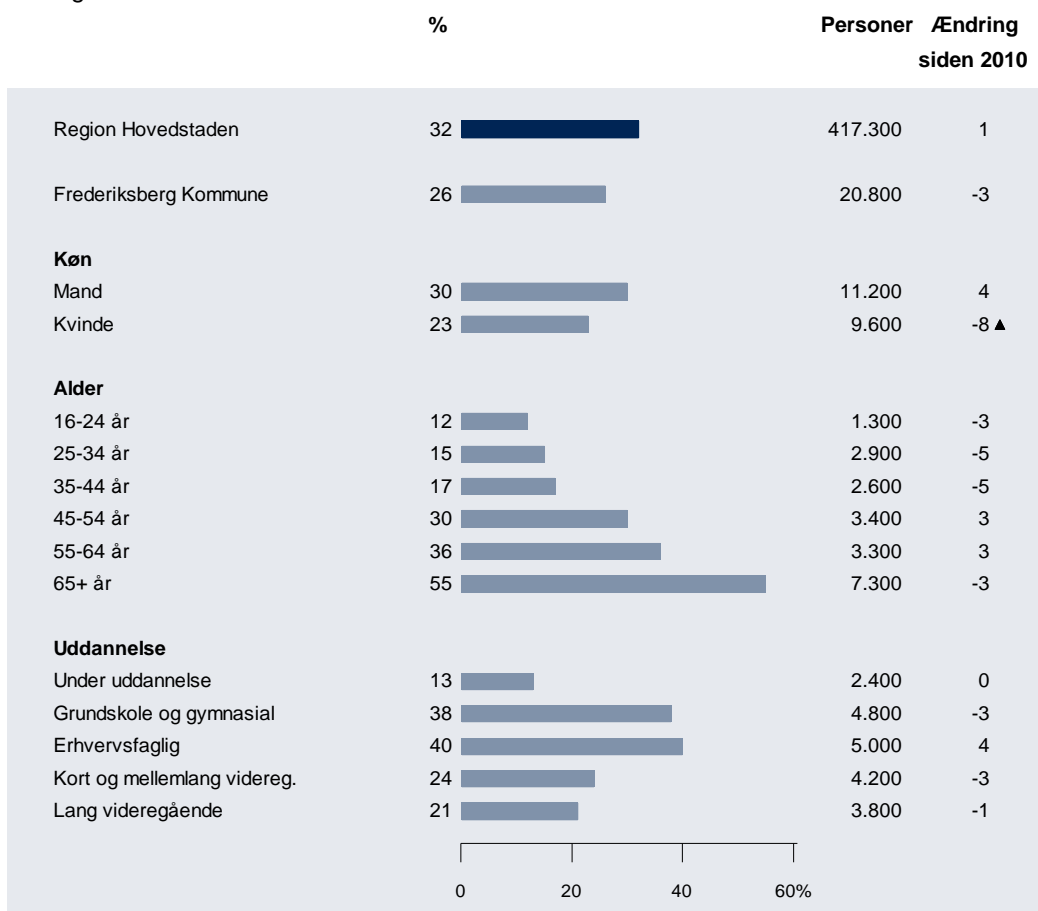 % Personer Ændring
siden 2010
Region Hovedstaden 32 417.300 1
Frederiksberg Kommune 26 20.800 -3
Køn
Mand 30 11.200 4
Kvinde 23 9.600 -8▲
Alder
16-24 år 12 1.300 -3
25-34 år 15 2.900 -5
35-44 år 17 2.600 -5
45-54 år 30 3.400 3
55-64 år 36 3.300 3
65+ år 55 7.300 -3
Uddannelse
Under uddannelse 13 2.400 0
Grundskole og gymnasial 38 4.800 -3
Erhvervsfaglig 40 5.000 4
Kort og mellemlang videreg. 24 4.200 -3
Lang videregående 21 3.800 -1
0 20 40 60%